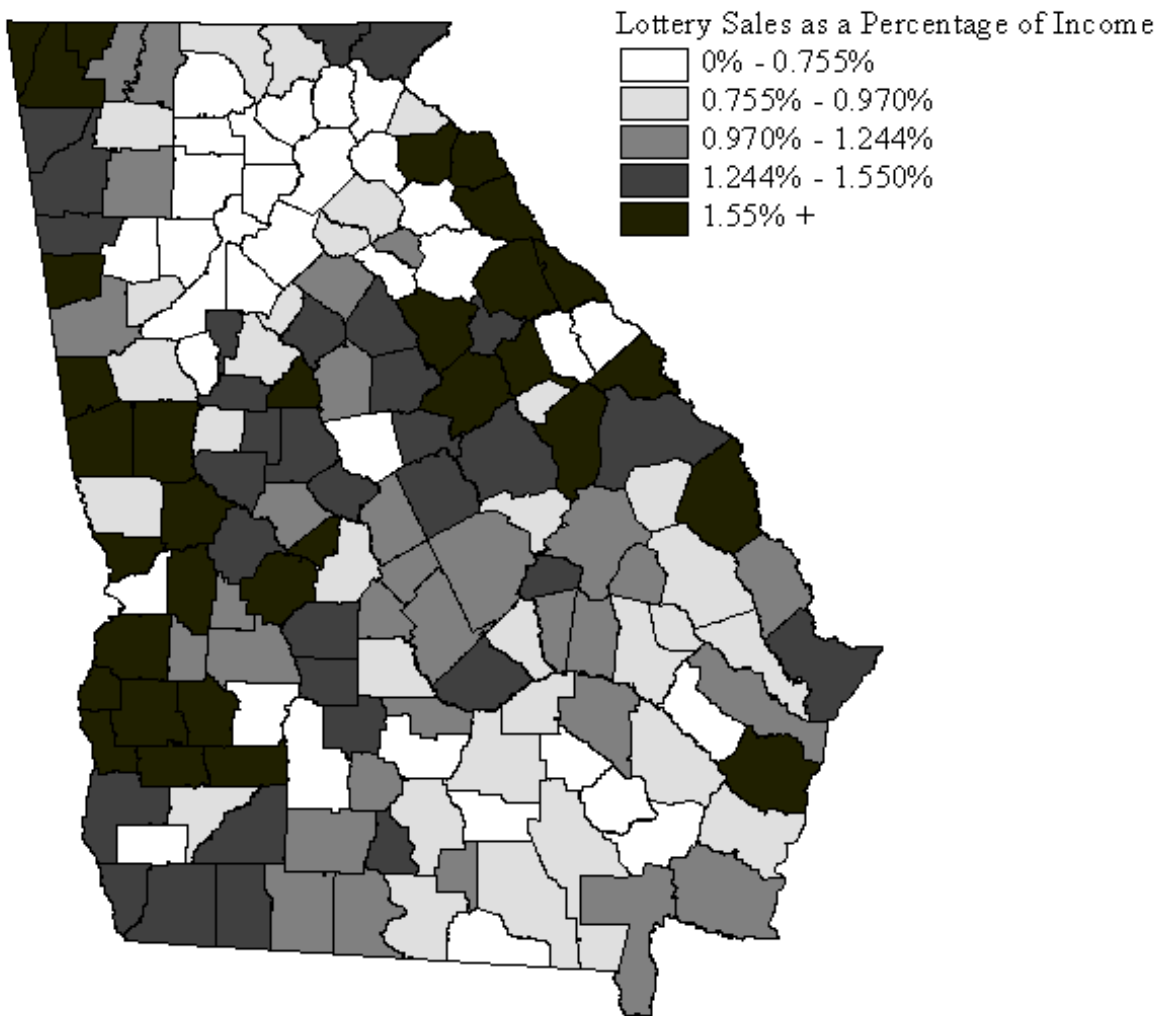 Lottery Sales as a Percentage of Income
0% - 0.755%
0.755% - 0.970%
0.970% - 1.244%
1.244% - 1.550%
1.55% +